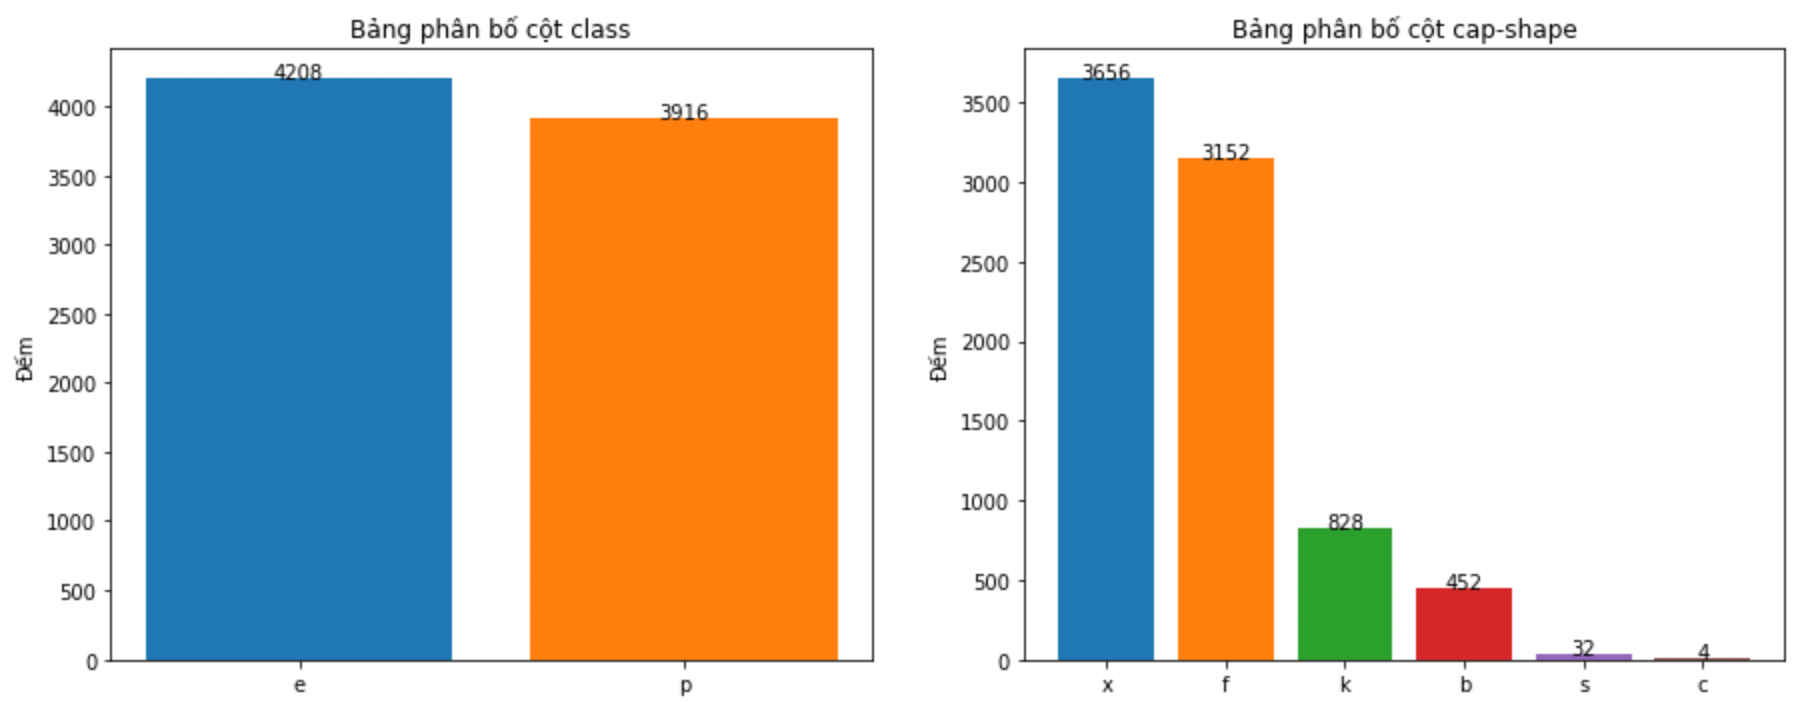 Bảng phân bố cột class
4208
3916
4000
3500
3000
2500
2000
1500
1000
500
0
Đếm
e
p
Bảng phân bố cột cap-shape
3656
3152
828
452
32
4
3500
3000
2500
2000
1500
1000
500
0
Đếm
x
f
k
b
s
c